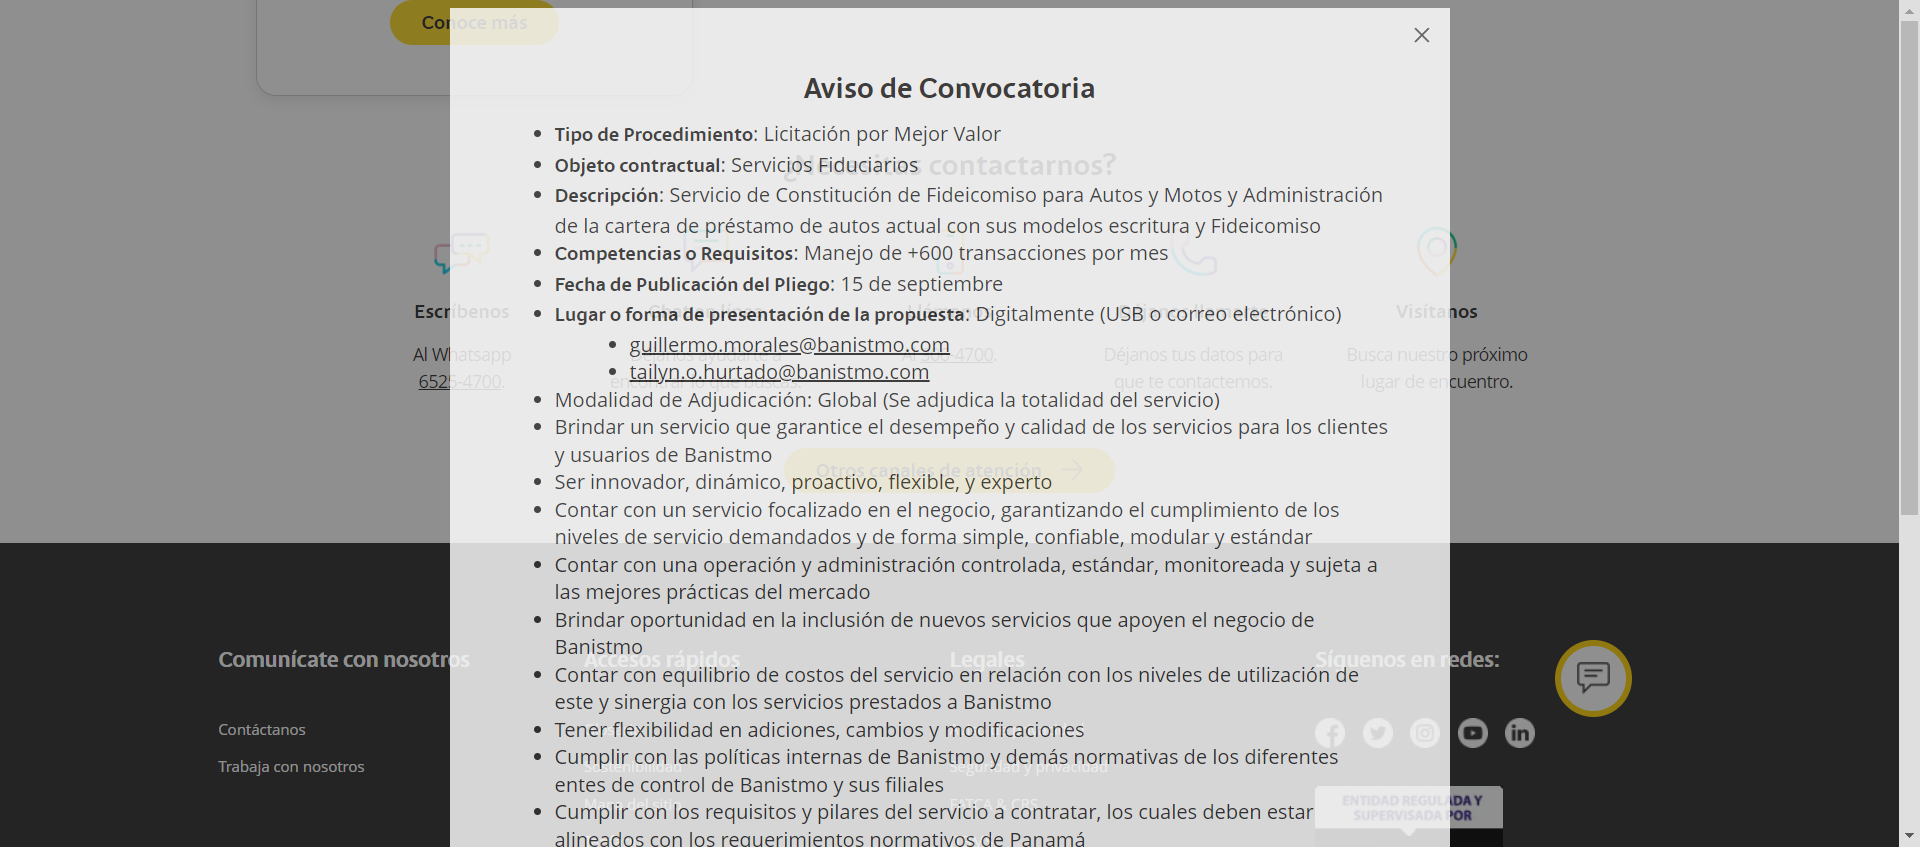 Conoce más
Aviso de Convocatoria
Tipo de Procedimiento: Licitación por Mejor Valor
¿Necesitas contactarnos?
Objeto contractual: Servicios Fiduciarios
Descripción: Servicio de Constitución de Fideicomiso para Autos y Motos y Administración
de la cartera de préstamo de autos actual con sus modelos escritura y Fideicomiso
Competencias o Requisitos: Manejo de +600 transacciones por mes
Fecha de Publicación del Pliego: 15 de septiembre
Lugar o forma de presentación de la propuesta: Digitalmente (USB o correo electrónico)
guillermo.morales@banistmo.com
tailyn.o.hurtado@banistmo.com
Modalidad de Adjudicación: Global (Se adjudica la totalidad del servicio)
Brindar un servicio que garantice el desempeño y calidad de los servicios para los clientes
y usuarios de Banistmo
Ser innovador, dinámico, proactivo, flexible, y experto
Contar con un servicio focalizado en el negocio, garantizando el cumplimiento de los
niveles de servicio demandados y de forma simple, confiable, modular y estándar
Contar con una operación y administración controlada, estándar, monitoreada y sujeta a
las mejores prácticas del mercado
Brindar oportunidad en la inclusión de nuevos servicios que apoyen el negocio de
Banistmo
Contar con equilibrio de costos del servicio en relación con los niveles de utilización de
este y sinergia con los servicios prestados a Banistmo
Tener flexibilidad en adiciones, cambios y modificaciones
Cumplir con las políticas internas de Banistmo y demás normativas de los diferentes
entes de control de Banistmo y sus filiales
Cumplir con los requisitos y pilares del servicio a contratar, los cuales deben estar
alineados con los requerimientos normativos de Panamá
Escríbenos
Al Whatsapp
6525-4700.
4700.
Déjanos tus datos para
que te contactemos.
Visítanos
Busca nuestro próximo
lugar de encuentro.
Otros canales de atención
Comunícate con nosotros
Contáctanos
Trabaja con nosotros
Accesos rápidos
Sostenibilidad
Mapa del sitio
Legales
Seguridad y privacidad
Síguenos en redes:
ENTIDAD REGULADA Y
SUPERVISADA POR